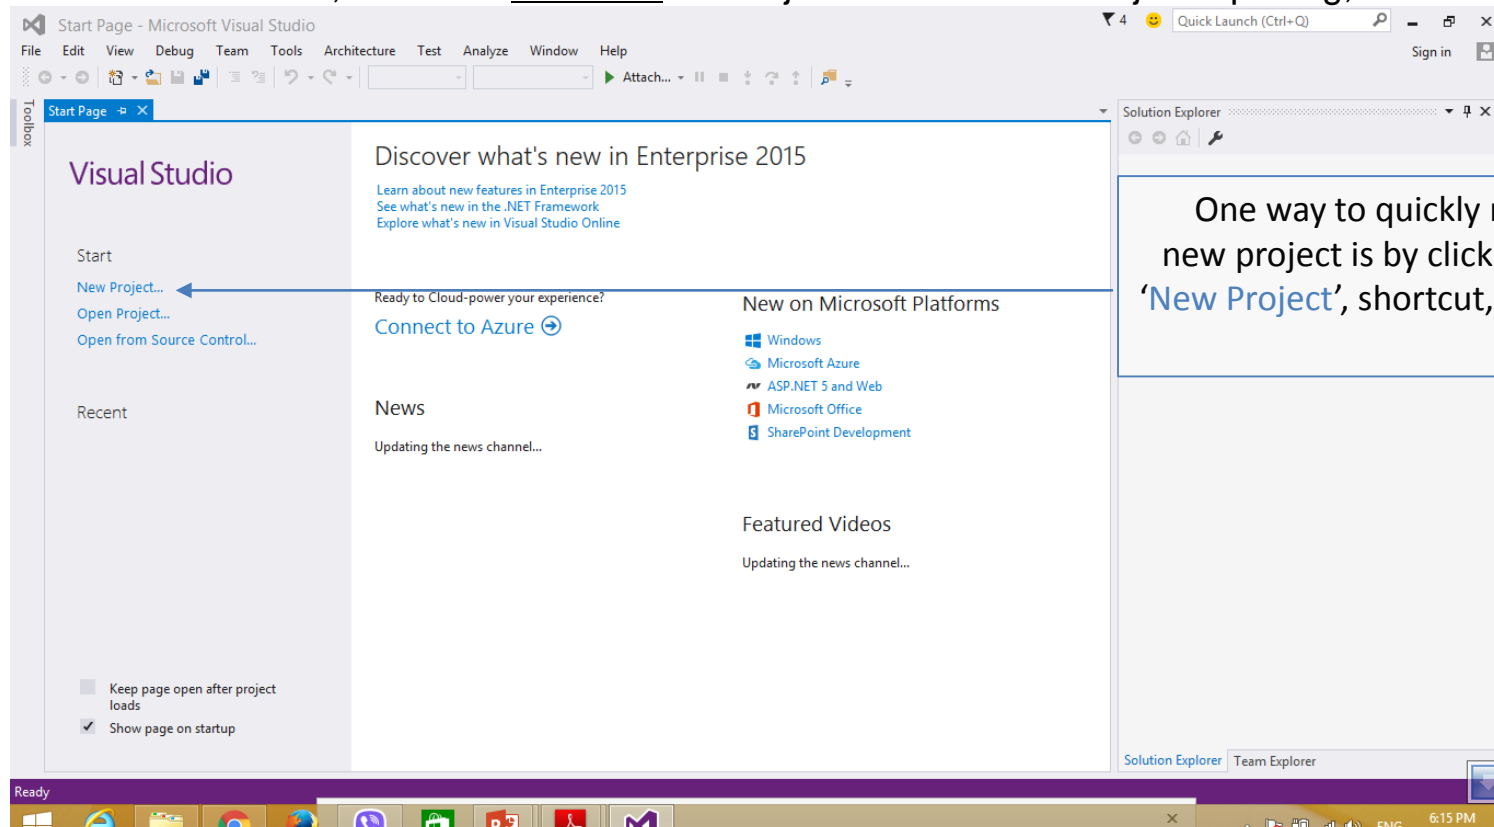 Start Page - Microsoft Visual Studio
4
Quick Launch (Ctrl+Q)
File Edit View Debug Team Tools Architecture Test Analyze Window Help
Sign in
Attach...
Toolbox
Start Page
Solution Explorer
Visual Studio
Discover what's new in Enterprise 2015
Learn about new features in Enterprise 2015
See what's new in the .NET Framework
Explore what's new in Visual Studio Online
Start
New Project...
Open Project...
Open from Source Control...
Recent
Ready to Cloud-power your experience?
Connect to Azure
News
Updating the news channel...
New on Microsoft Platforms
Windows
Microsoft Azure
ASP.NET 5 and Web
Microsoft Office
SharePoint Development
Featured Videos
Updating the news channel...
One way to quickly
new project is by click
‘New Project’, shortcut,
Keep page open after project
loads
Show page on startup
Solution Explorer Team Explorer
Ready
ENG
6:15 PM